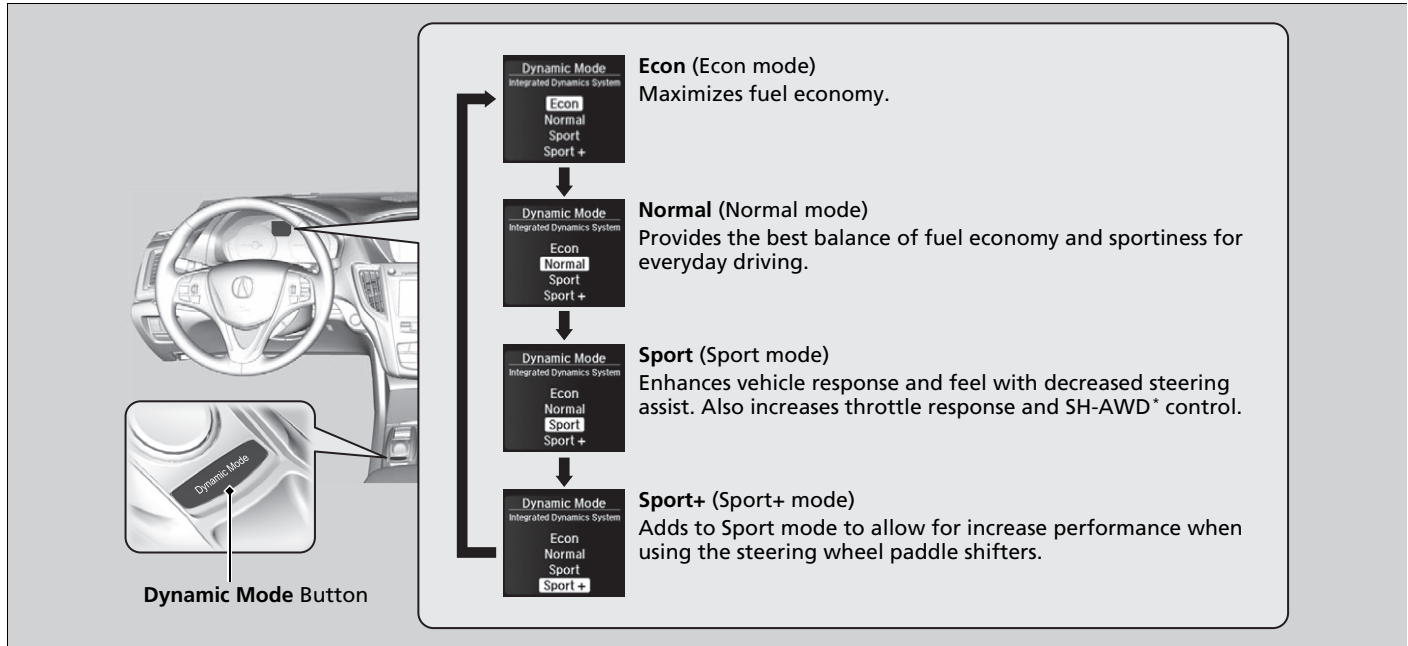 Dynamic Mode
Integrated Dynamics System
Econ
Normal
Sport
Sport +
Econ (Econ mode)
Maximizes fuel economy.
Dynamic Mode
Integrated Dynamics System
Econ
Normal
Sport
Sport +
Normal (Normal mode)
Provides the best balance of fuel economy and sportiness for
everyday driving.
Dynamic Mode
Integrated Dynamics System
Econ
Normal
Sport
Sport +
Sport (Sport mode)
Enhances vehicle response and feel with decreased steering
assist. Also increases throttle response and SH-AWD* control.
Dynamic Mode
Integrated Dynamics System
Econ
Normal
Sport
Sport +
Sport+ (Sport+ mode)
Adds to Sport mode to allow for increase performance when
using the steering wheel paddle shifters.
Dynamic Mode
Dynamic Mode Button